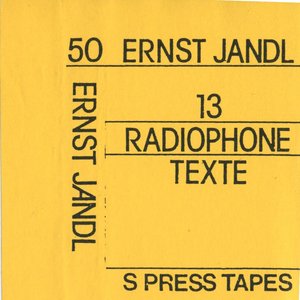 50 ERNST JANDL
ERNST JANDL
13
RADIOPHONE
TEXTE
S PRESS TAPES